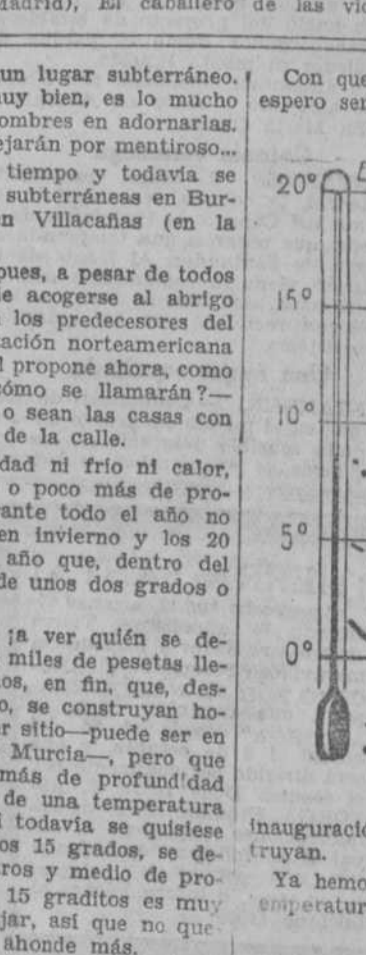 Madrid), El caballero de las vic
un lugar subterráneo.
muy bien, es lo mucho
ombres en adornarlas.
ejarán por mentiroso...
tiempo y todavía se
subterráneas en Bur-
n Villacañas (en la
pues, a pesar de todos
de acogerse al abrigo
los predecesores del
ación norteamericana
l propone ahora, como
cómo se llamarán?—
o sean las casas con
de la calle.
dad ni frío ni calor,
o poco más de pro-
rante todo el año no
en invierno y los 20
año que, dentro del
de unos dos grados o
¡a ver quién se de-
miles de pesetas lle-
os, en fin, que, des-
o, se construyan ho-
r sitio—puede ser en
Murcia—, pero que
más de profund'dad
de una temperatura
i todavía se quisiese
os 15 grados, se de-
ros y medio de pro-
15 graditos es muy
jar, así que no que-
ahonde más.
Con que
espero ser
20°
15°
10°
5°
0°
inauguració
truyan.
Ya hemo
emperatur